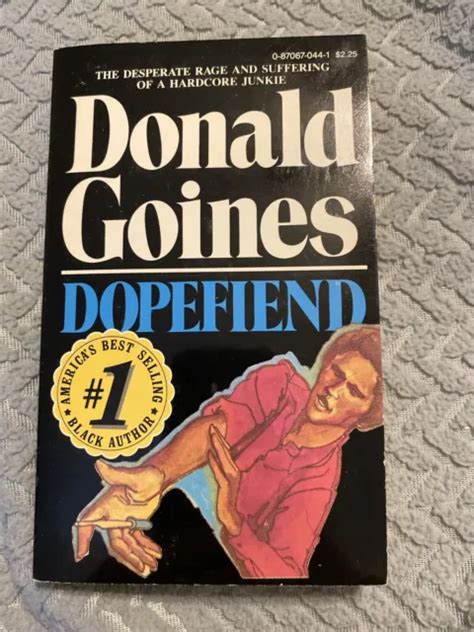 0-87067-044-1 $2.25
THE DESPERATE RAGE AND SUFFERING
OF A HARDCORE JUNKIE
Donald
Goines
DOPEFIEND
AMERICA'S BEST SELLING
#1
BLACK AUTHOR